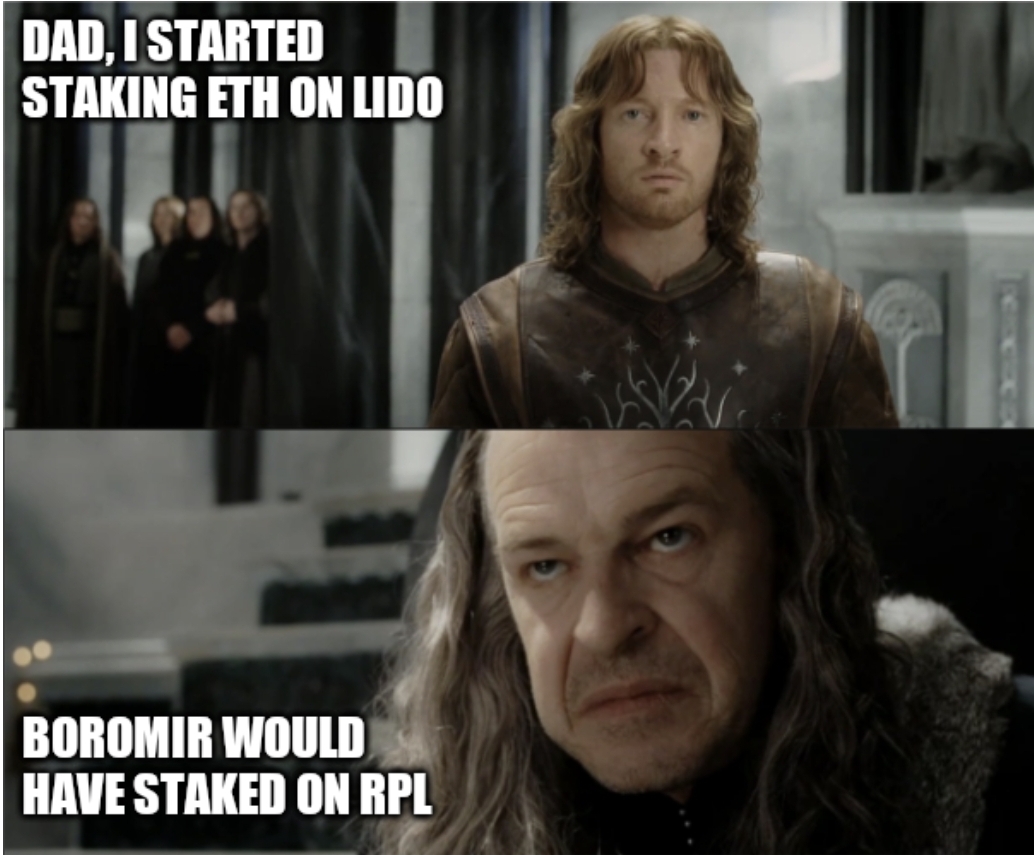 DAD, I STARTED
STAKING ETH ON LIDO
BOROMIR WOULD
HAVE STAKED ON RPL